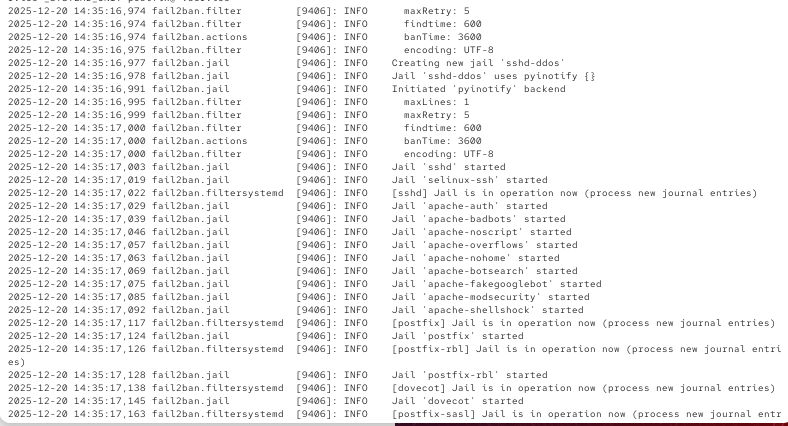 2025-12-20 14:35:16,974 fail2ban.filter [9406]: INFO maxRetry: 5
2025-12-20 14:35:16,974 fail2ban.filter [9406]: INFO findtime: 600
2025-12-20 14:35:16,974 fail2ban.actions [9406]: INFO banTime: 3600
2025-12-20 14:35:16,975 fail2ban.filter [9406]: INFO encoding: UTF-8
2025-12-20 14:35:16,977 fail2ban.jail [9406]: INFO Creating new jail 'sshd-ddos'
2025-12-20 14:35:16,978 fail2ban.jail [9406]: INFO Jail 'sshd-ddos' uses pyinotify {}
2025-12-20 14:35:16,991 fail2ban.jail [9406]: INFO Initiated 'pyinotify' backend
2025-12-20 14:35:16,995 fail2ban.filter [9406]: INFO maxLines: 1
2025-12-20 14:35:16,999 fail2ban.filter [9406]: INFO maxRetry: 5
2025-12-20 14:35:17,000 fail2ban.filter [9406]: INFO findtime: 600
2025-12-20 14:35:17,000 fail2ban.actions [9406]: INFO banTime: 3600
2025-12-20 14:35:17,000 fail2ban.filter [9406]: INFO encoding: UTF-8
2025-12-20 14:35:17,003 fail2ban.jail [9406]: INFO Jail 'sshd' started
2025-12-20 14:35:17,019 fail2ban.jail [9406]: INFO Jail 'selinux-ssh' started
2025-12-20 14:35:17,022 fail2ban.filtersystemd [9406]: INFO [sshd] Jail is in operation now (process new journal entries)
2025-12-20 14:35:17,029 fail2ban.jail [9406]: INFO Jail 'apache-auth' started
2025-12-20 14:35:17,039 fail2ban.jail [9406]: INFO Jail 'apache-badbots' started
2025-12-20 14:35:17,046 fail2ban.jail [9406]: INFO Jail 'apache-noscript' started
2025-12-20 14:35:17,057 fail2ban.jail [9406]: INFO Jail 'apache-overflows' started
2025-12-20 14:35:17,063 fail2ban.jail [9406]: INFO Jail 'apache-nohome' started
2025-12-20 14:35:17,069 fail2ban.jail [9406]: INFO Jail 'apache-botsearch' started
2025-12-20 14:35:17,075 fail2ban.jail [9406]: INFO Jail 'apache-fakegooglebot' started
2025-12-20 14:35:17,085 fail2ban.jail [9406]: INFO Jail 'apache-modsecurity' started
2025-12-20 14:35:17,092 fail2ban.jail [9406]: INFO Jail 'apache-shellshock' started
2025-12-20 14:35:17,117 fail2ban.filtersystemd [9406]: INFO [postfix] Jail is in operation now (process new journal entries)
2025-12-20 14:35:17,124 fail2ban.jail [9406]: INFO Jail 'postfix' started
2025-12-20 14:35:17,126 fail2ban.filtersystemd [9406]: INFO [postfix-rbl] Jail is in operation now (process new journal entri
es)
2025-12-20 14:35:17,128 fail2ban.jail [9406]: INFO Jail 'postfix-rbl' started
2025-12-20 14:35:17,138 fail2ban.filtersystemd [9406]: INFO [dovecot] Jail is in operation now (process new journal entries)
2025-12-20 14:35:17,145 fail2ban.jail [9406]: INFO Jail 'dovecot' started
2025-12-20 14:35:17,163 fail2ban.filtersystemd [9406]: INFO [postfix-sasl] Jail is in operation now (process new journal entr